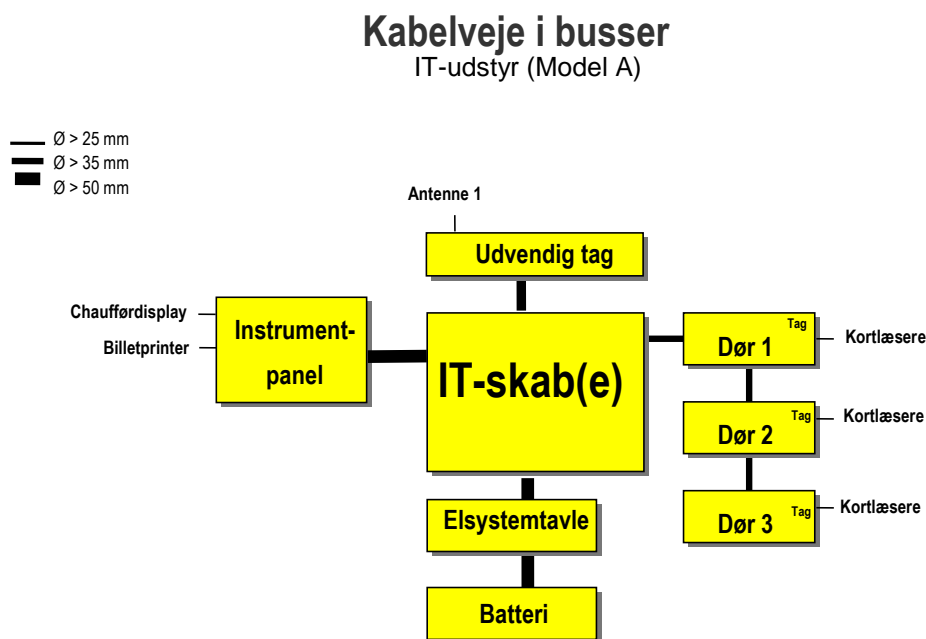 Kabelveje i busser
IT-udstyr (Model A)
Ø > 25 mm
Ø > 35 mm
Ø > 50 mm
Antenne 1
Udvendig tag
Chaufførdisplay
Billetprinter
Instrument-
panel
IT-skab(e)
Tag
Dør 1
Kortlæsere
Tag
Dør 2
Kortlæsere
Tag
Dør 3
Kortlæsere
Elsystemtavle
Batteri